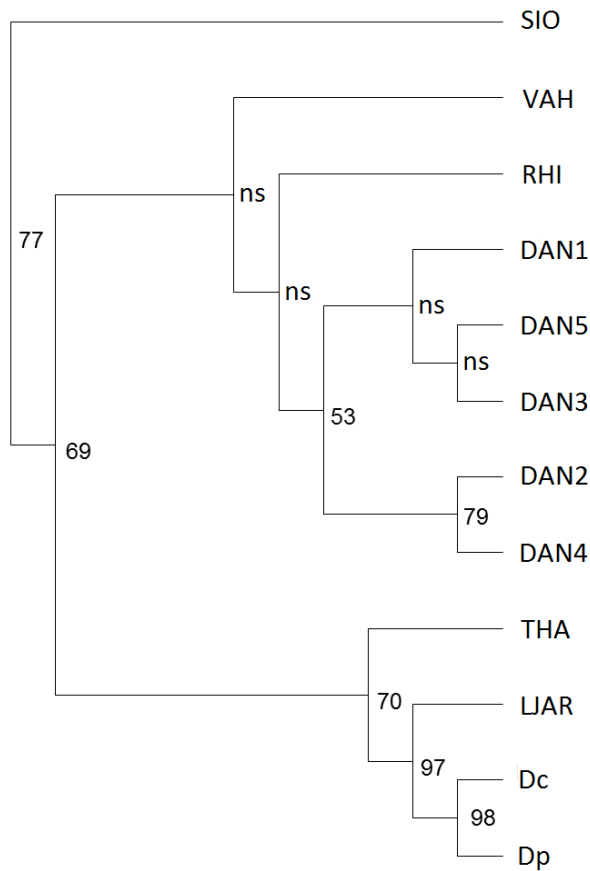 SIO
VAH
RHI
ns
77
DAN1
ns
ns
DAN5
ns
DAN3
53
69
DAN2
79
DAN4
THA
70
LJAR
97
Dc
98
Dp